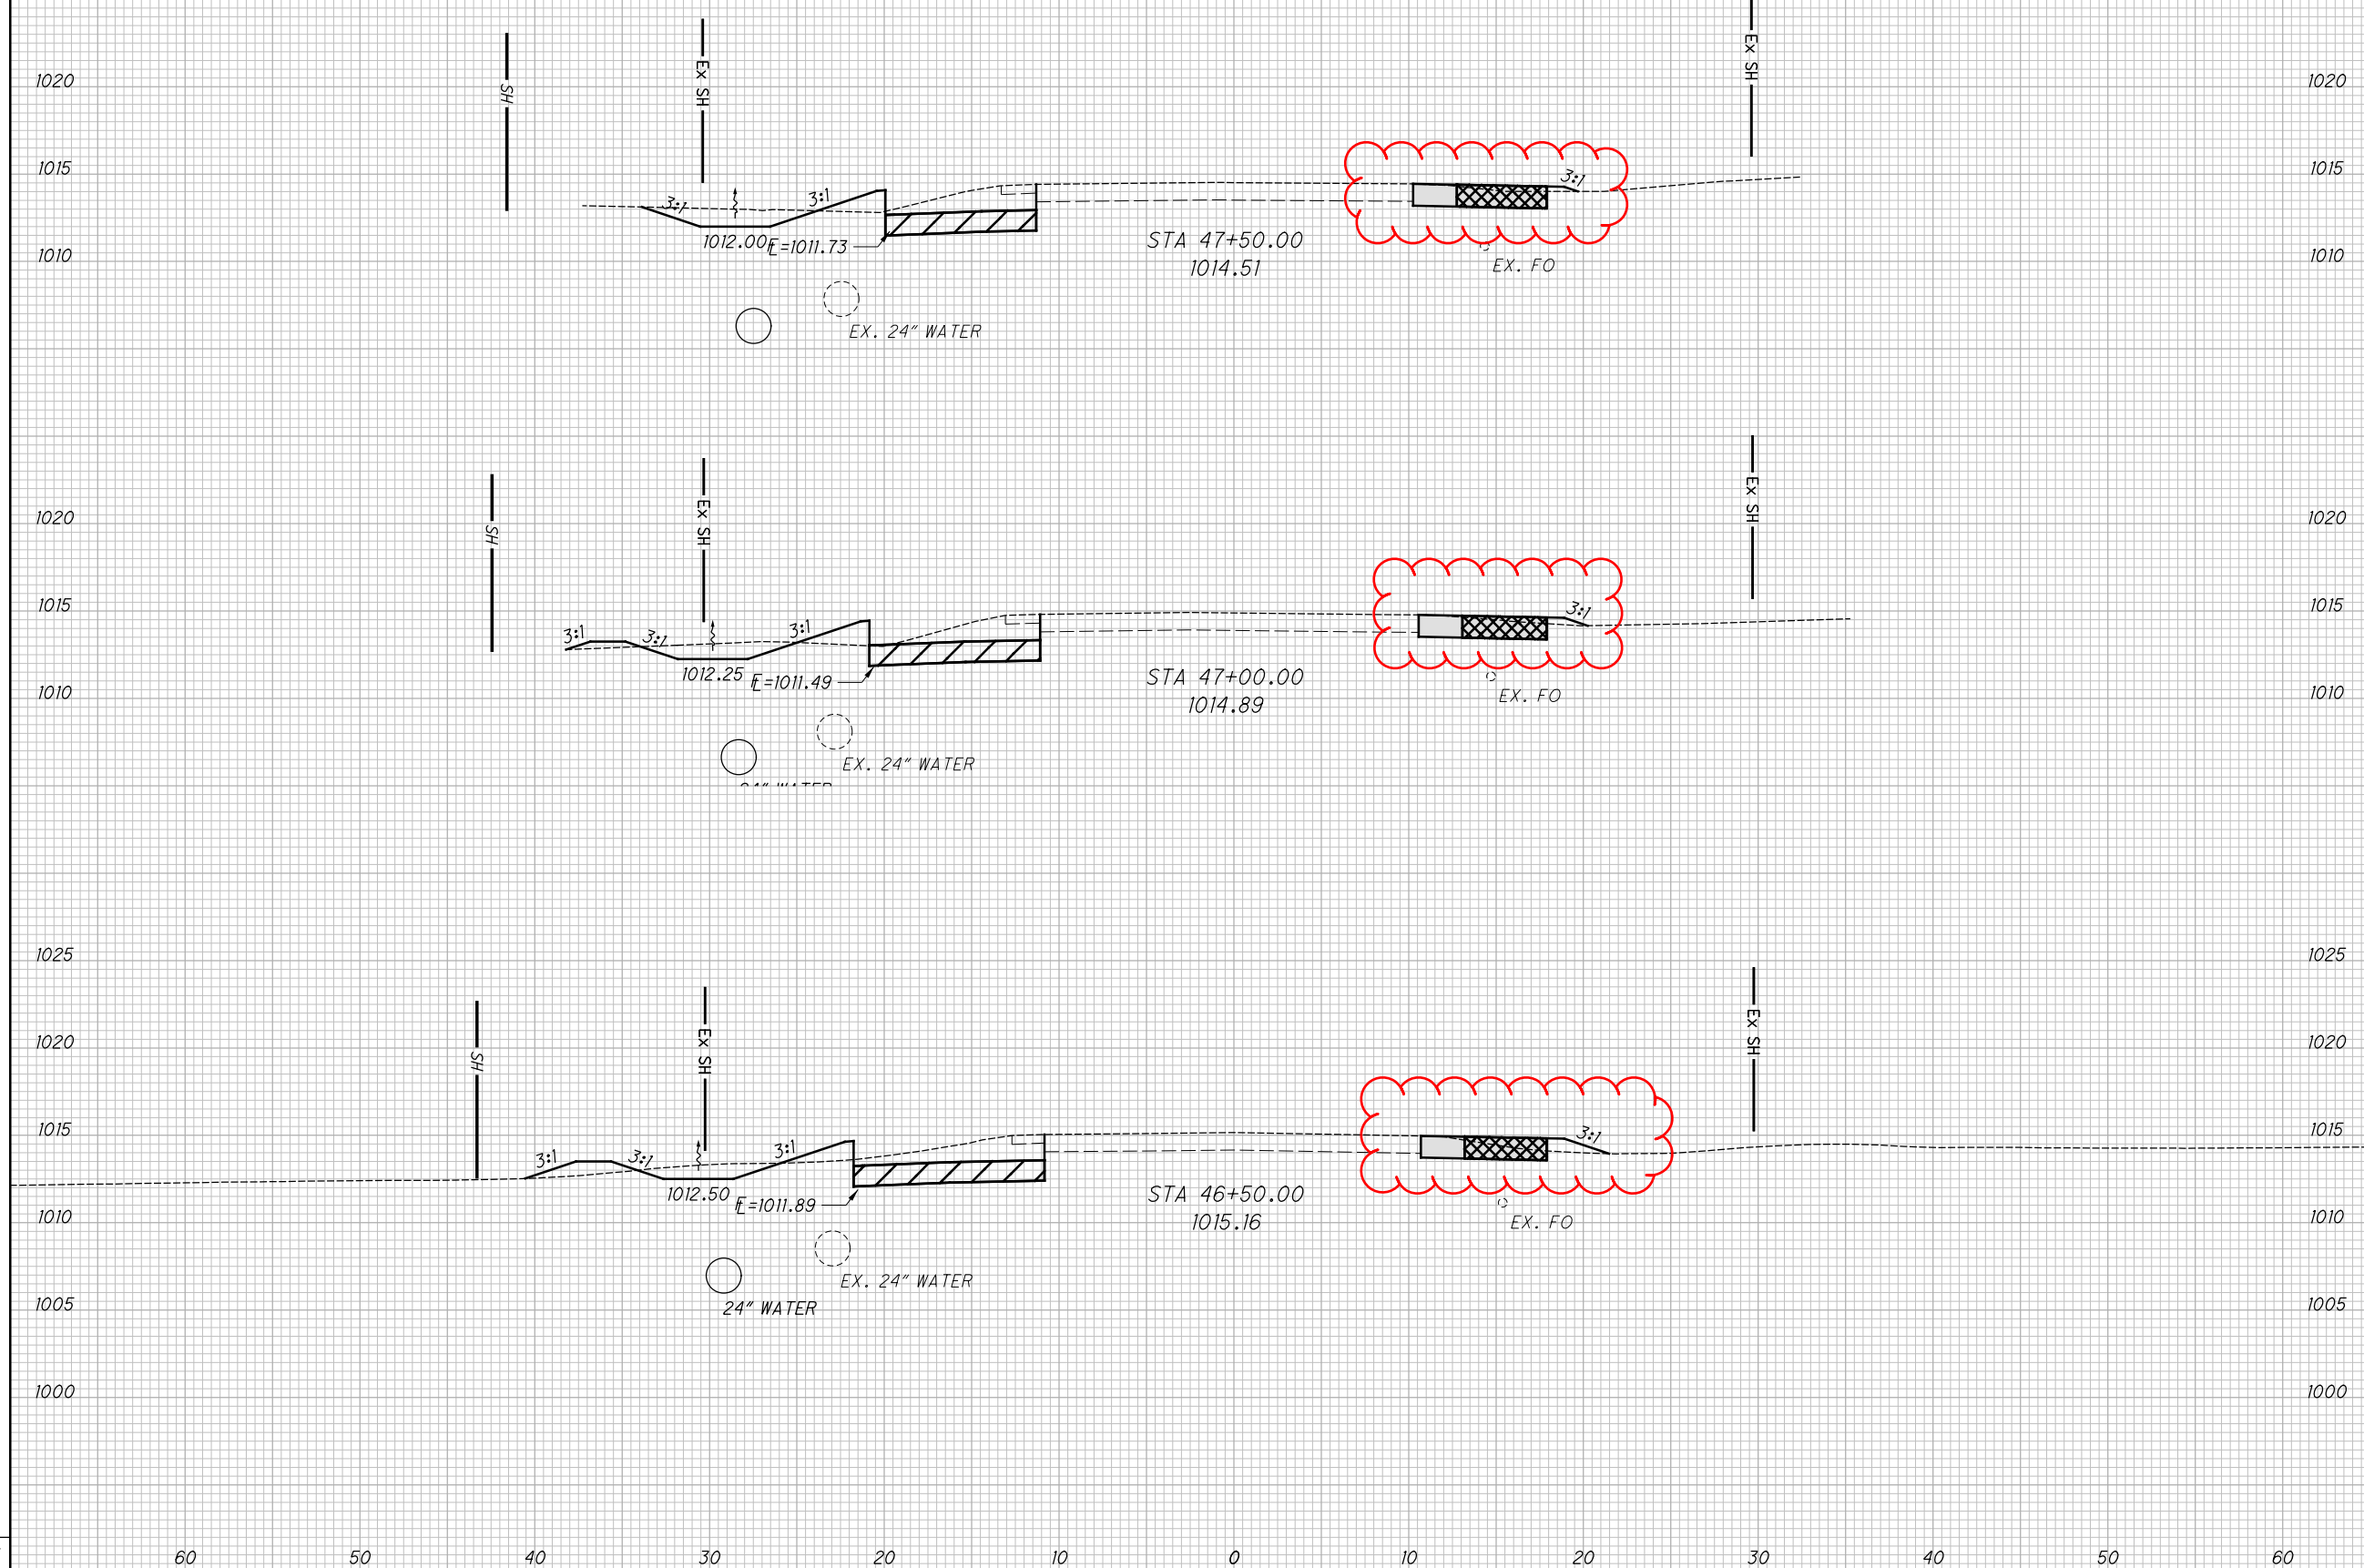 Ex SH
Ex SH
SH
1020
1020
1015
3:1
3:1
3:1
1015
1012.00
FL=1011.73
STA 47+50.00
1010
1014.51
EX. FO
1010
EX. 24" WATER
SH
Ex SH
Ex SH
1020
1020
1015
3:1
3:1
3:1
3:1
1015
1012.25
FL=1011.49
STA 47+00.00
1010
1014.89
EX. FO
1010
EX. 24" WATER
24" WATER
1025
1025
SH
Ex SH
Ex SH
1020
1020
1015
3:1
3:1
3:1
3:1
1015
1012.50
FL=1011.89
STA 46+50.00
1010
1015.16
EX. FO
1010
EX. 24" WATER
1005
24" WATER
1005
1000
1000
60 50 40 30 20 10 0 10 20 30 40 50 60